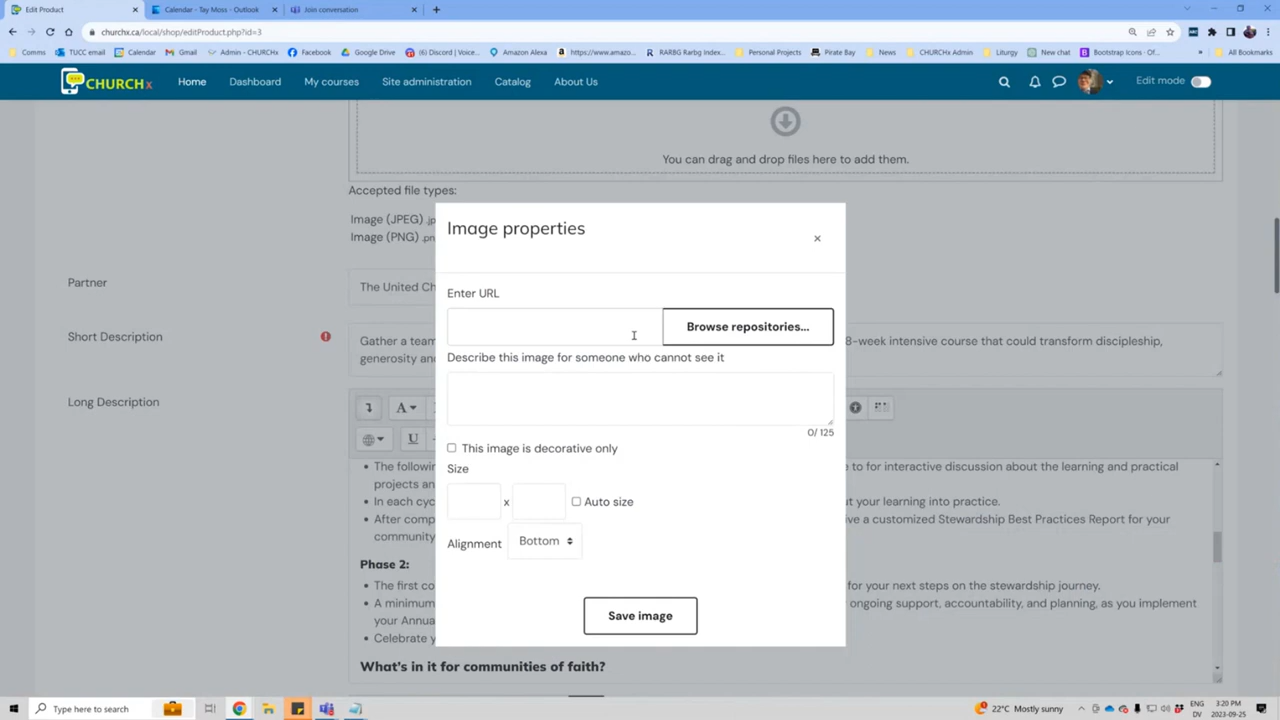 Edit Product
Calendar - Tay Moss - Outlook
Join conversation
churchx.ca/local/shop/editProduct.php?id=3
Comms TUCC email Calendar Gmail Admin - CHURCHx Facebook Google Drive (6) Discord | Voice... Amazon Alexa https://www.amazo... RARBG Rarbg Index... Personal Projects Pirate Bay News CHURCHx Admin Liturgy New chat Bootstrap Icons · Of... » All Bookmarks
CHURCHx Home Dashboard My courses Site administration Catalog About Us Edit mode
You can drag and drop files here to add them.
Accepted file types:
Image (JPEG) .jp
Image (PNG) .pn
Image properties
×
Enter URL
Browse repositories...
Describe this image for someone who cannot see it
0/ 125
This image is decorative only
Size
x Auto size
Alignment Bottom
Save image
Partner The United Ch
Short Description Gather a team 8-week intensive course that could transform discipleship,
generosity an
Long Description
A
U
The followin e to for interactive discussion about the learning and practical
projects an
In each cyc ut your learning into practice.
After comp ive a customized Stewardship Best Practices Report for your
community
Phase 2:
The first co for your next steps on the stewardship journey.
A minimum ongoing support, accountability, and planning, as you implement
your Annua
Celebrate y
What's in it for communities of faith?
Type here to search
22°C Mostly sunny
ENG
DV
3:20 PM
2023-09-25